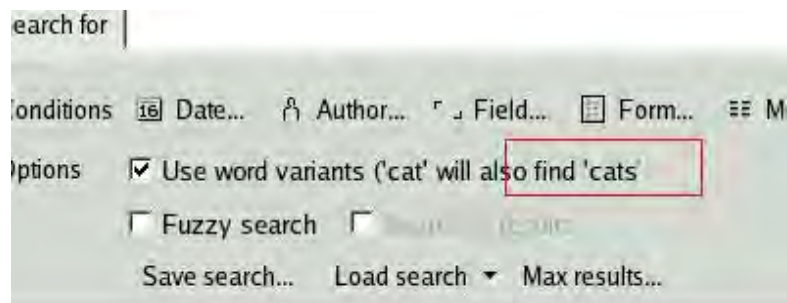 earch for
onditions 16 Date... Author... Field... Form... M
ptions Use word variants ('cat' will also find 'cats'
Fuzzy search
Save search... Load search Max results...